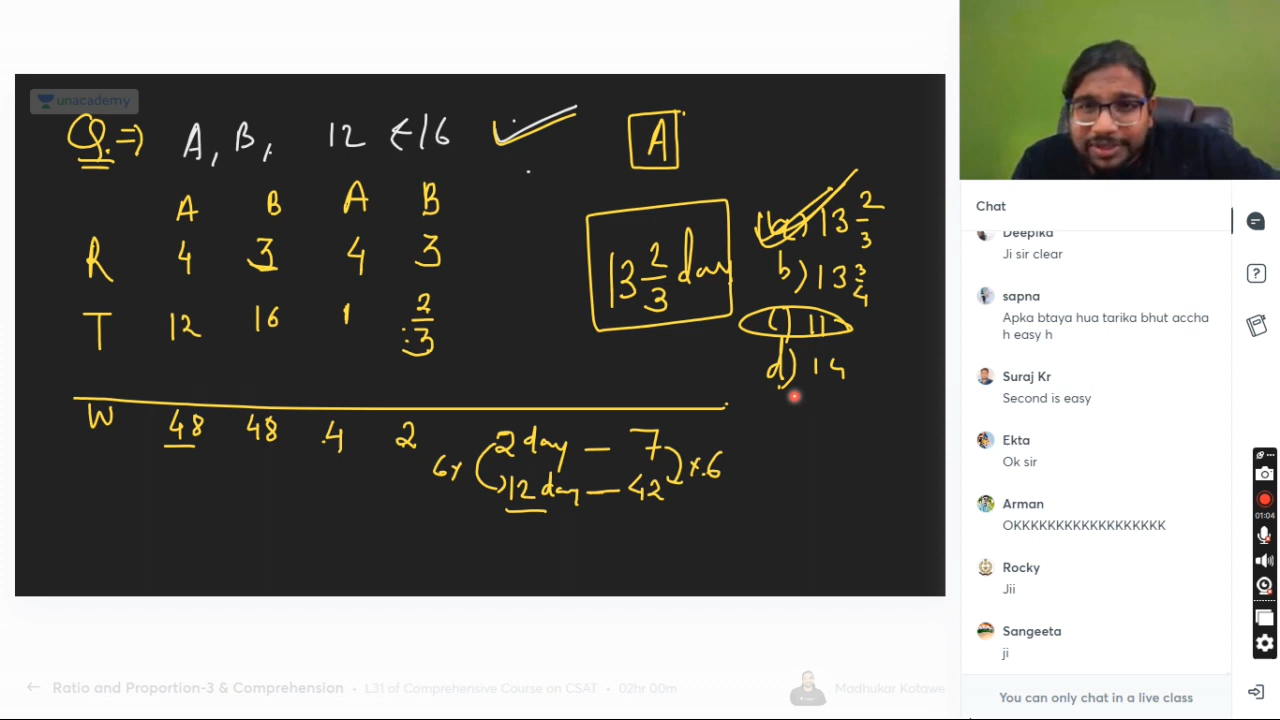 unacademy
Q. ⇒ A, B, 12 ← 16
A
A B A B
R 4 3 4 3
T 12 16 1 2/3
W 48 48 4 2
2 day — 7
6x x 6
12 day — 42
13 2/3 day
a) 13 2/3
b) 13 3/4
c) 11
d) 14
Chat
Deepika
Ji sir clear
sapna
Apka btaya hua tarika bhut accha
h easy h
Suraj Kr
Second is easy
Ekta
Ok sir
Arman
OKKKKKKKKKKKKKKKKKK
Rocky
Jii
Sangeeta
ji
You can only chat in a live class
01:04
← Ratio and Proportion-3 & Comprehension • L31 of Comprehensive Course on CSAT • 02hr 00m
Madhukar Kotawe